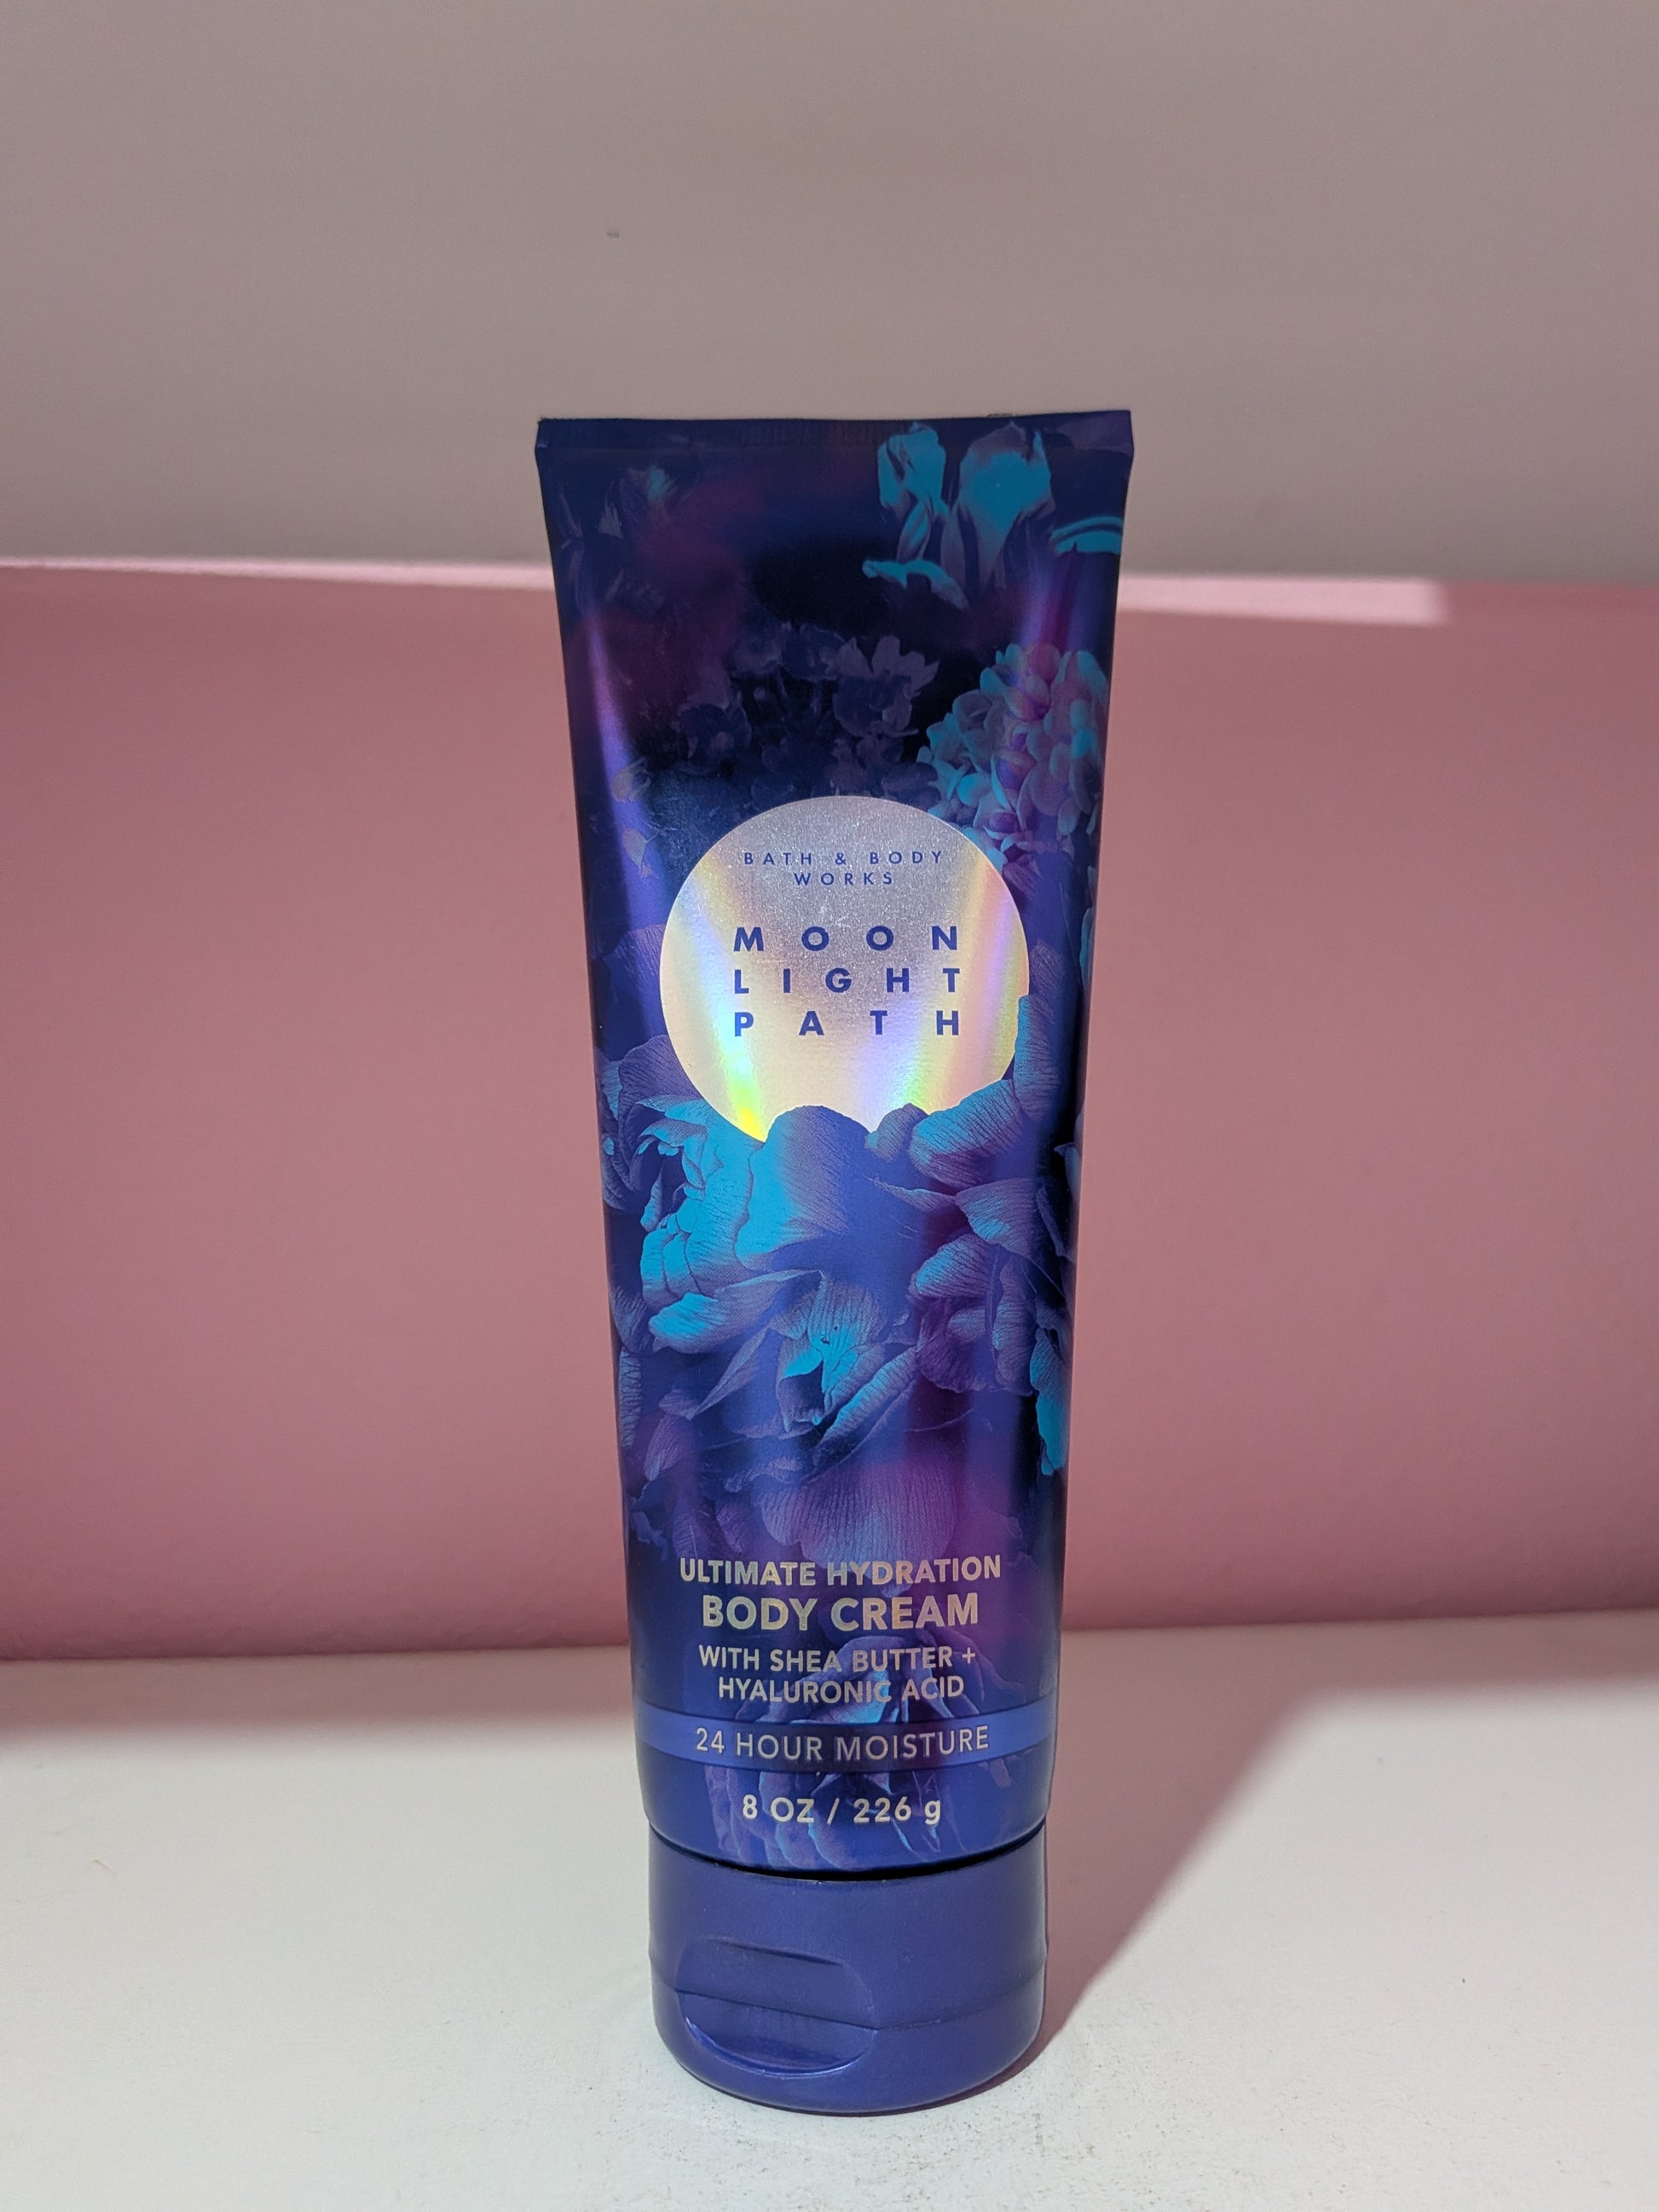 BATH & BODY
WORKS
MOON
LIGHT
PATH
ULTIMATE HYDRATION
BODY CREAM
WITH SHEA BUTTER +
HYALURONIC ACID
24 HOUR MOISTURE
8 OZ / 226 g